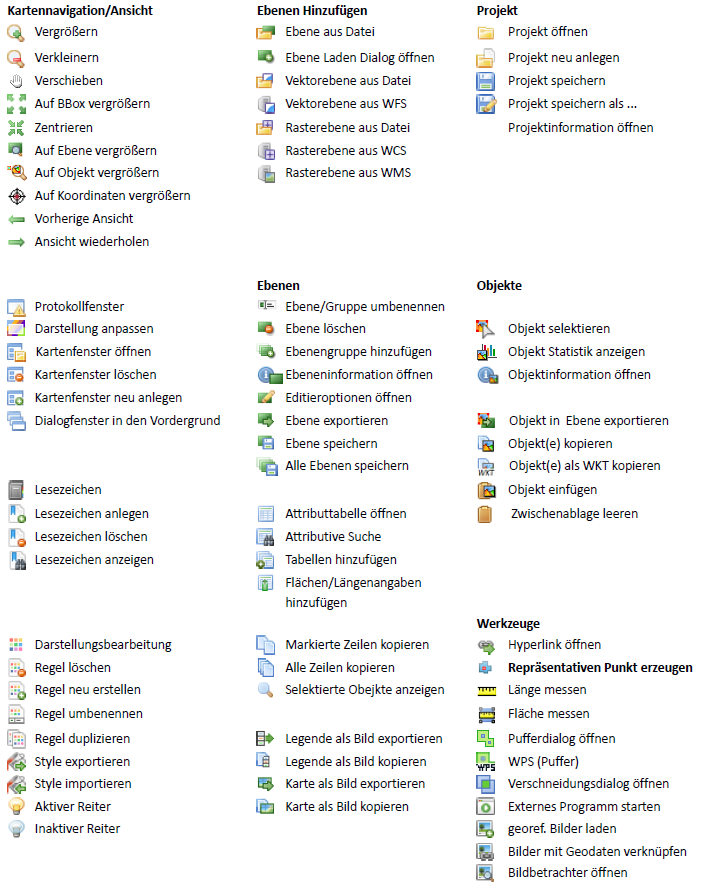 Kartennavigation/Ansicht
Vergrößern
Verkleinern
Verschieben
Auf BBox vergrößern
Zentrieren
Auf Ebene vergrößern
Auf Objekt vergrößern
Auf Koordinaten vergrößern
Vorherige Ansicht
Ansicht wiederholen
Protokollfenster
Darstellung anpassen
Kartenfenster öffnen
Kartenfenster löschen
Kartenfenster neu anlegen
Dialogfenster in den Vordergrund
Lesezeichen
Lesezeichen anlegen
Lesezeichen löschen
Lesezeichen anzeigen
Darstellungsbearbeitung
Regel löschen
Regel neu erstellen
Regel umbenennen
Regel duplizieren
Style exportieren
Style importieren
Aktiver Reiter
Inaktiver Reiter
Ebenen Hinzufügen
Ebene aus Datei
Ebene Laden Dialog öffnen
Vektorebene aus Datei
Vektorebene aus WFS
Rasterebene aus Datei
Rasterebene aus WCS
Rasterebene aus WMS
Ebenen
Ebene/Gruppe umbenennen
Ebene löschen
Ebenengruppe hinzufügen
Ebeneninformation öffnen
Editieroptionen öffnen
Ebene exportieren
Ebene speichern
Alle Ebenen speichern
Attributtabelle öffnen
Attributive Suche
Tabellen hinzufügen
Flächen/Längenangaben
hinzufügen
Markierte Zeilen kopieren
Alle Zeilen kopieren
Selektierte Obejkte anzeigen
Legende als Bild exportieren
Legende als Bild kopieren
Karte als Bild exportieren
Karte als Bild kopieren
Projekt
Projekt öffnen
Projekt neu anlegen
Projekt speichern
Projekt speichern als ...
Projektinformation öffnen
Objekte
Objekt selektieren
Objekt Statistik anzeigen
Objektinformation öffnen
Objekt in Ebene exportieren
Objekt(e) kopieren
WKT
Objekt(e) als WKT kopieren
Objekt einfügen
Zwischenablage leeren
Werkzeuge
Hyperlink öffnen
Repräsentativen Punkt erzeugen
Länge messen
Fläche messen
Pufferdialog öffnen
WPS
WPS (Puffer)
Verschneidungsdialog öffnen
Externes Programm starten
georef. Bilder laden
Bilder mit Geodaten verknüpfen
Bildbetrachter öffnen